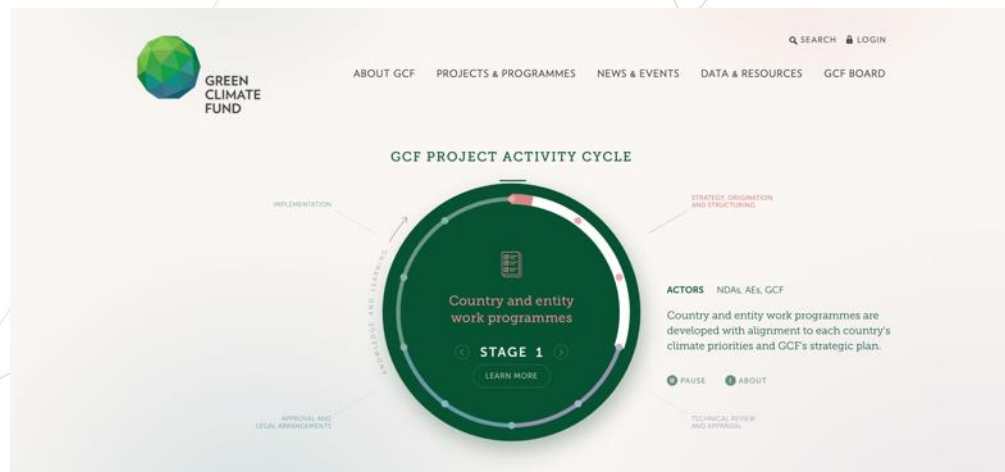 SEARCH LOGIN
GREEN
CLIMATE
FUND
ABOUT GCF PROJECTS & PROGRAMMES NEWS & EVENTS DATA & RESOURCES GCF BOARD
GCF PROJECT ACTIVITY CYCLE
IMPLEMENTATION
STRATEGY, ORIGINATION
AND STRUCTURING
KNOWLEDGE AND LEARNING
Country and entity
work programmes
STAGE 1
LEARN MORE
ACTORS NDAs, AEs, GCF
Country and entity work programmes are
developed with alignment to each country's
climate priorities and GCF's strategic plan.
PAUSE ABOUT
APPROVAL AND
LEGAL ARRANGEMENTS
TECHNICAL REVIEW
AND APPRAISAL